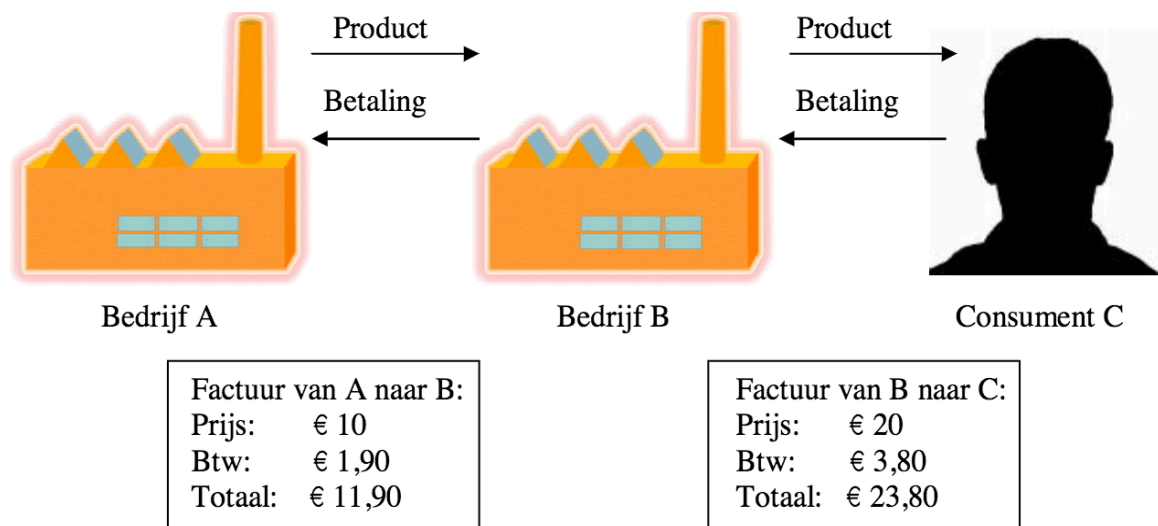 Product
Product
Betaling
Betaling
Bedrijf A
Bedrijf B
Consument C
Factuur van A naar B:
Prijs: € 10
Btw: € 1,90
Totaal: € 11,90
Factuur van B naar C:
Prijs: € 20
Btw: € 3,80
Totaal: € 23,80